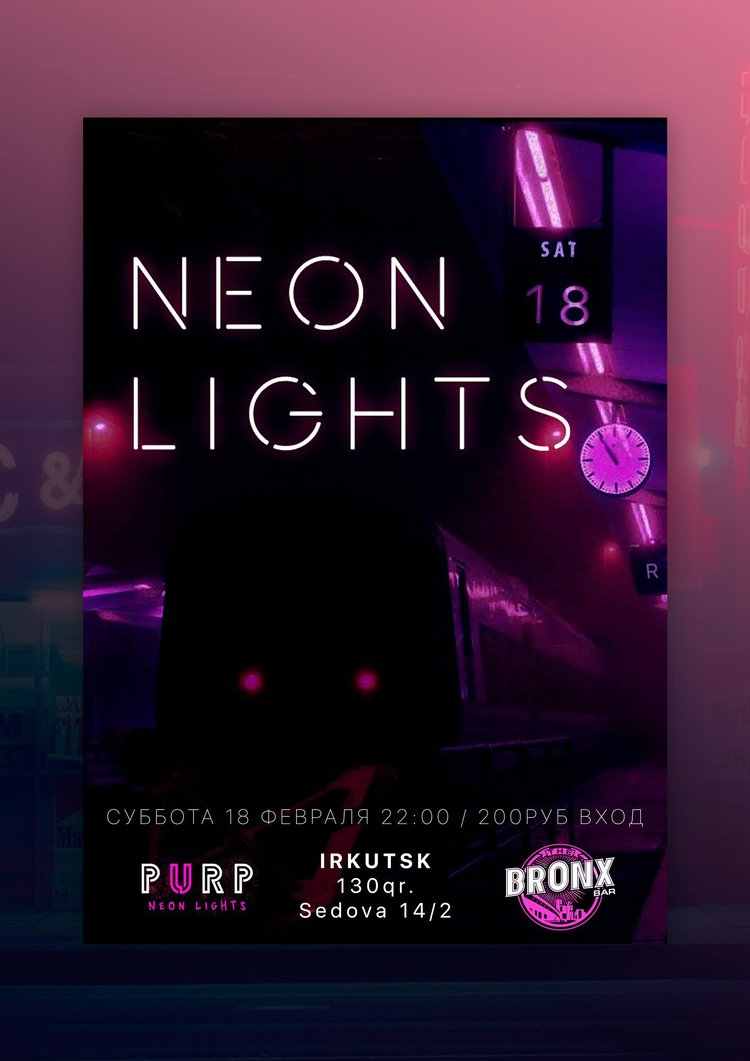 SAT
18
NEON
LIGHTS
R
C &
СУББОТА 18 ФЕВРАЛЯ 22:00 / 200РУБ ВХОД
PURP
NEON LIGHTS
IRKUTSK
130qr.
Sedova 14/2
THE
BRONX
BAR